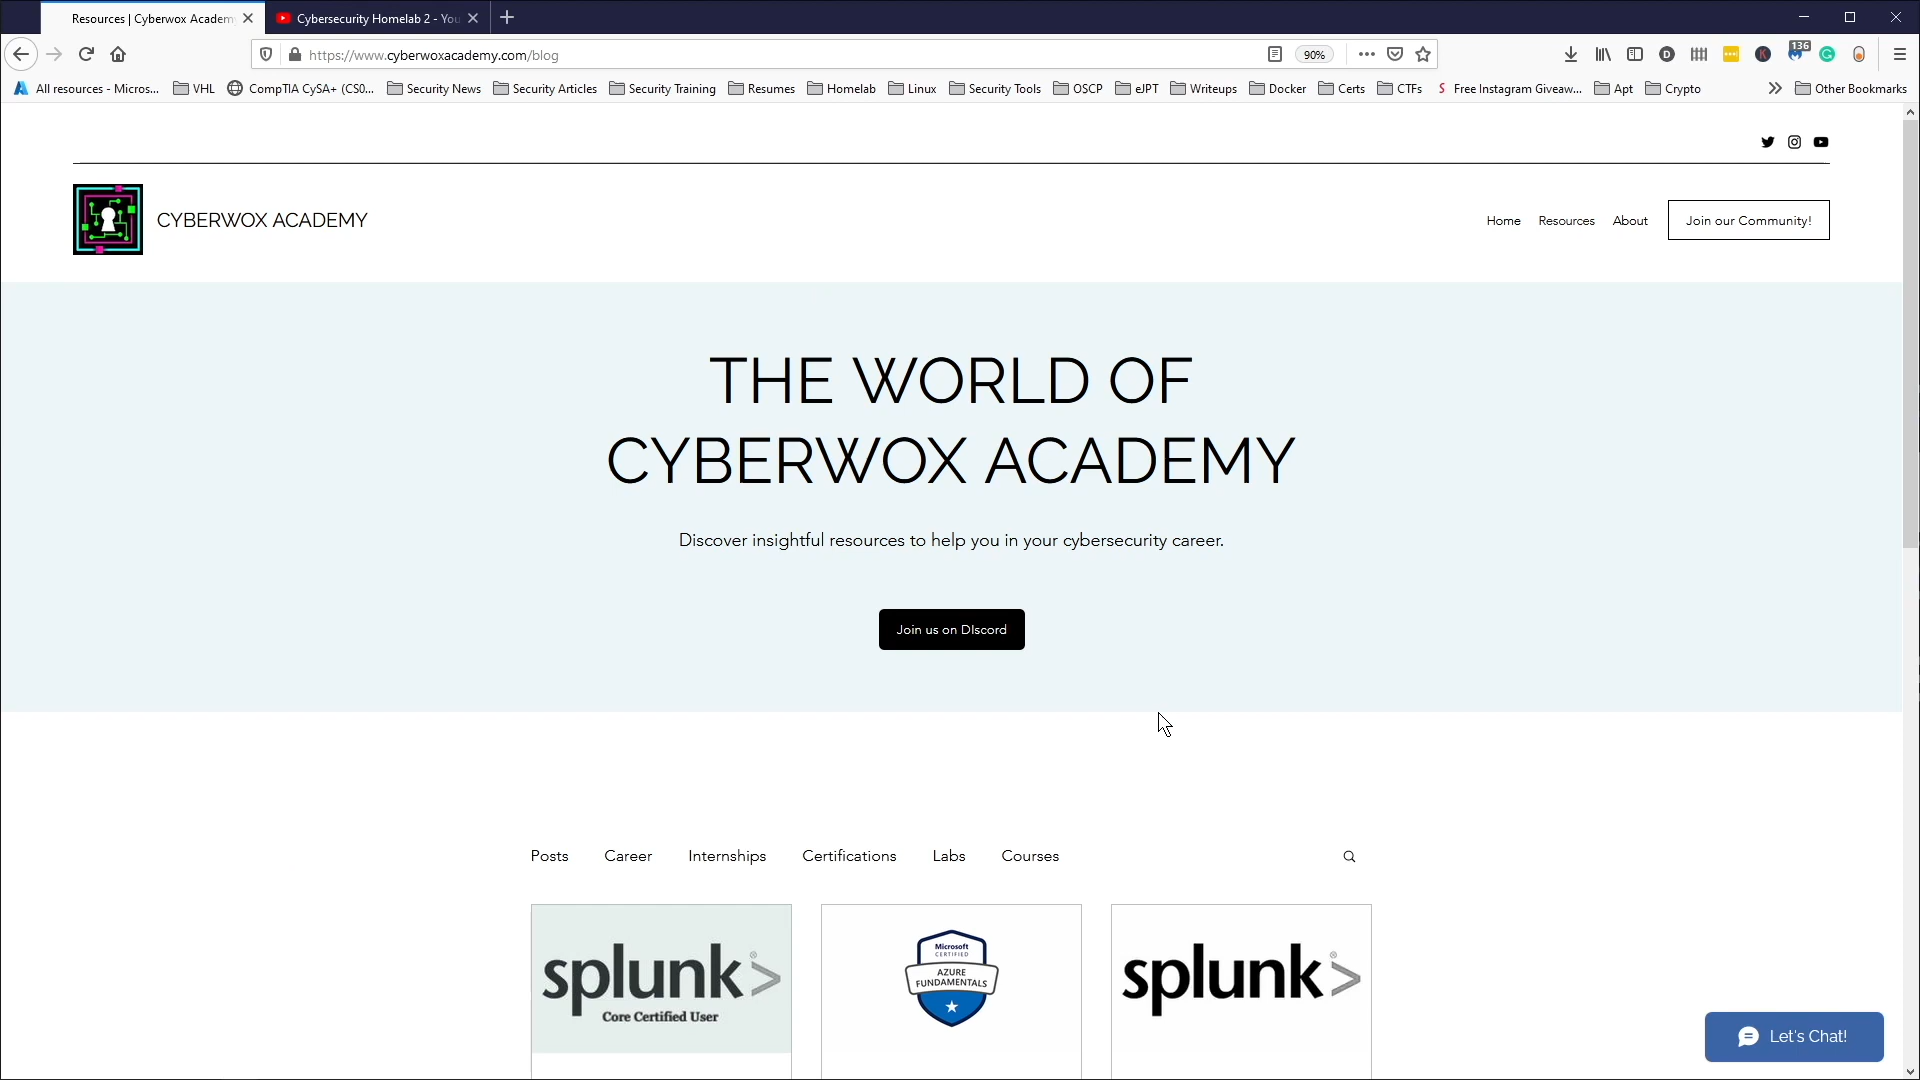 Resources | Cyberwox Academ
Cybersecurity Homelab 2 - You
https://www.cyberwoxacademy.com/blog
90%
136
All resources - Micros...
VHL
CompTIA CySA+ (CS0...
Security News
Security Articles
Security Training
Resumes
Homelab
Linux
Security Tools
OSCP
eJPT
Writeups
Docker
Certs
CTFs
Free Instagram Giveaw...
Apt
Crypto
Other Bookmarks
CYBERWOX ACADEMY
Home
Resources
About
Join our Community!
THE WORLD OF
CYBERWOX ACADEMY
Discover insightful resources to help you in your cybersecurity career.
Join us on DIscord
Posts
Career
Internships
Certifications
Labs
Courses
splunk>
Core Certified User
Microsoft
CERTIFIED
AZURE
FUNDAMENTALS
splunk>
Let's Chat!